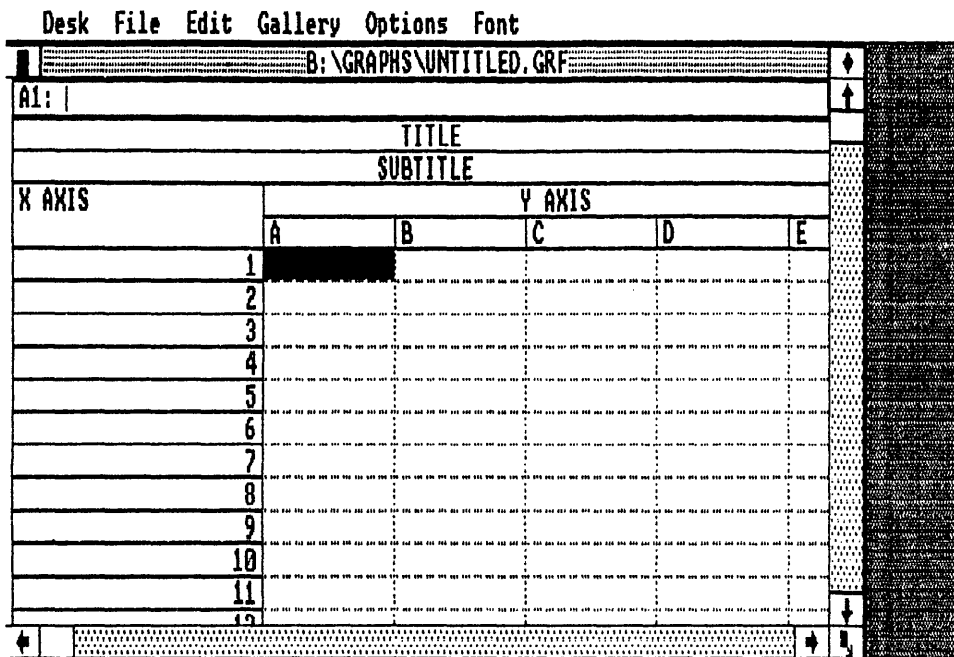 Desk File Edit Gallery Options Font
B:\GRAPHS\UNTITLED.GRF
A1:
TITLE
SUBTITLE
X AXIS Y AXIS
A B C D E
1
2
3
4
5
6
7
8
9
10
11
12